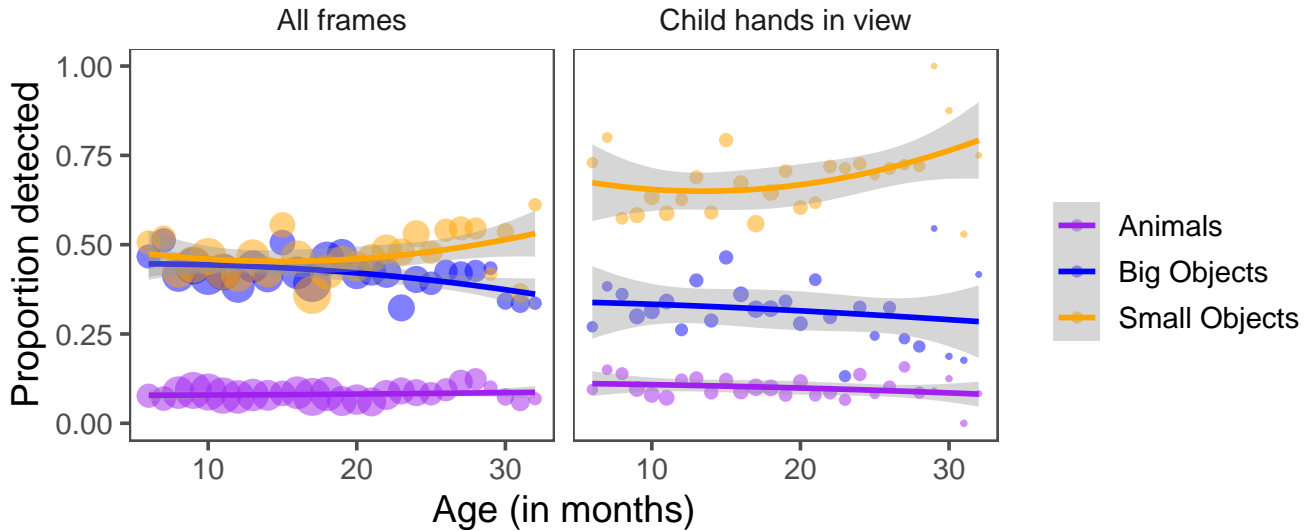 All frames
Child hands in view
Proportion detected
1.00
0.75
0.50
0.25
0.00
10 20 30
10 20 30
Age (in months)
Animals
Big Objects
Small Objects